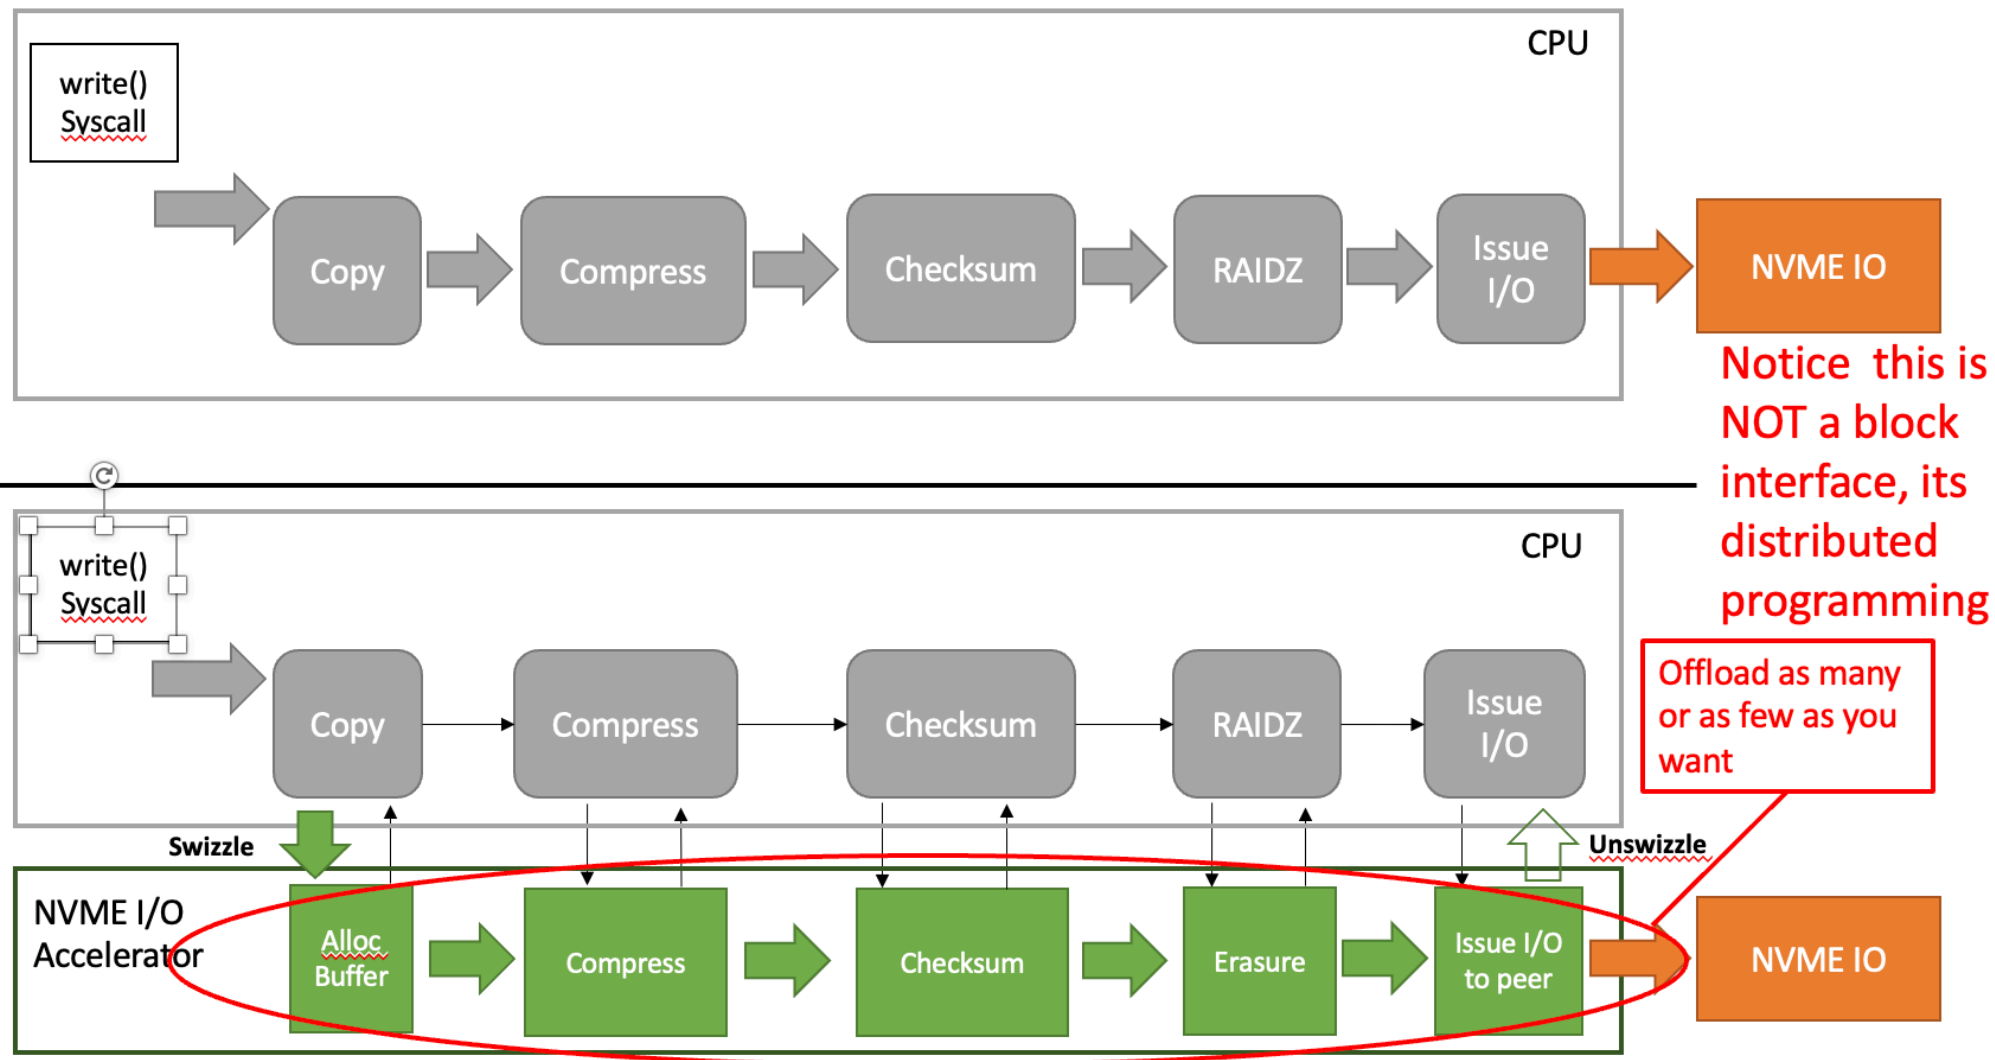 CPU
write()
Syscall
Copy
Compress
Checksum
RAIDZ
Issue
I/O
NVME IO
Notice  this is
NOT a block
interface, its
distributed
programming
CPU
write()
Syscall
Copy
Compress
Checksum
RAIDZ
Issue
I/O
Offload as many
or as few as you
want
Swizzle
Unswizzle
NVME I/O
Accelerator
Alloc
Buffer
Compress
Checksum
Erasure
Issue I/O
to peer
NVME IO